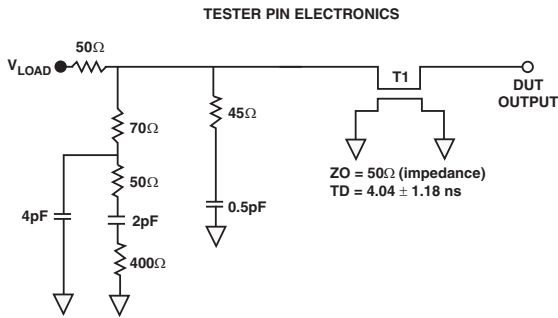 TESTER PIN ELECTRONICS
50Ω
VLOAD
T1
DUT
OUTPUT
70Ω
45Ω
50Ω
ZO = 50Ω (impedance)
TD = 4.04 ± 1.18 ns
4pF
2pF
0.5pF
400Ω